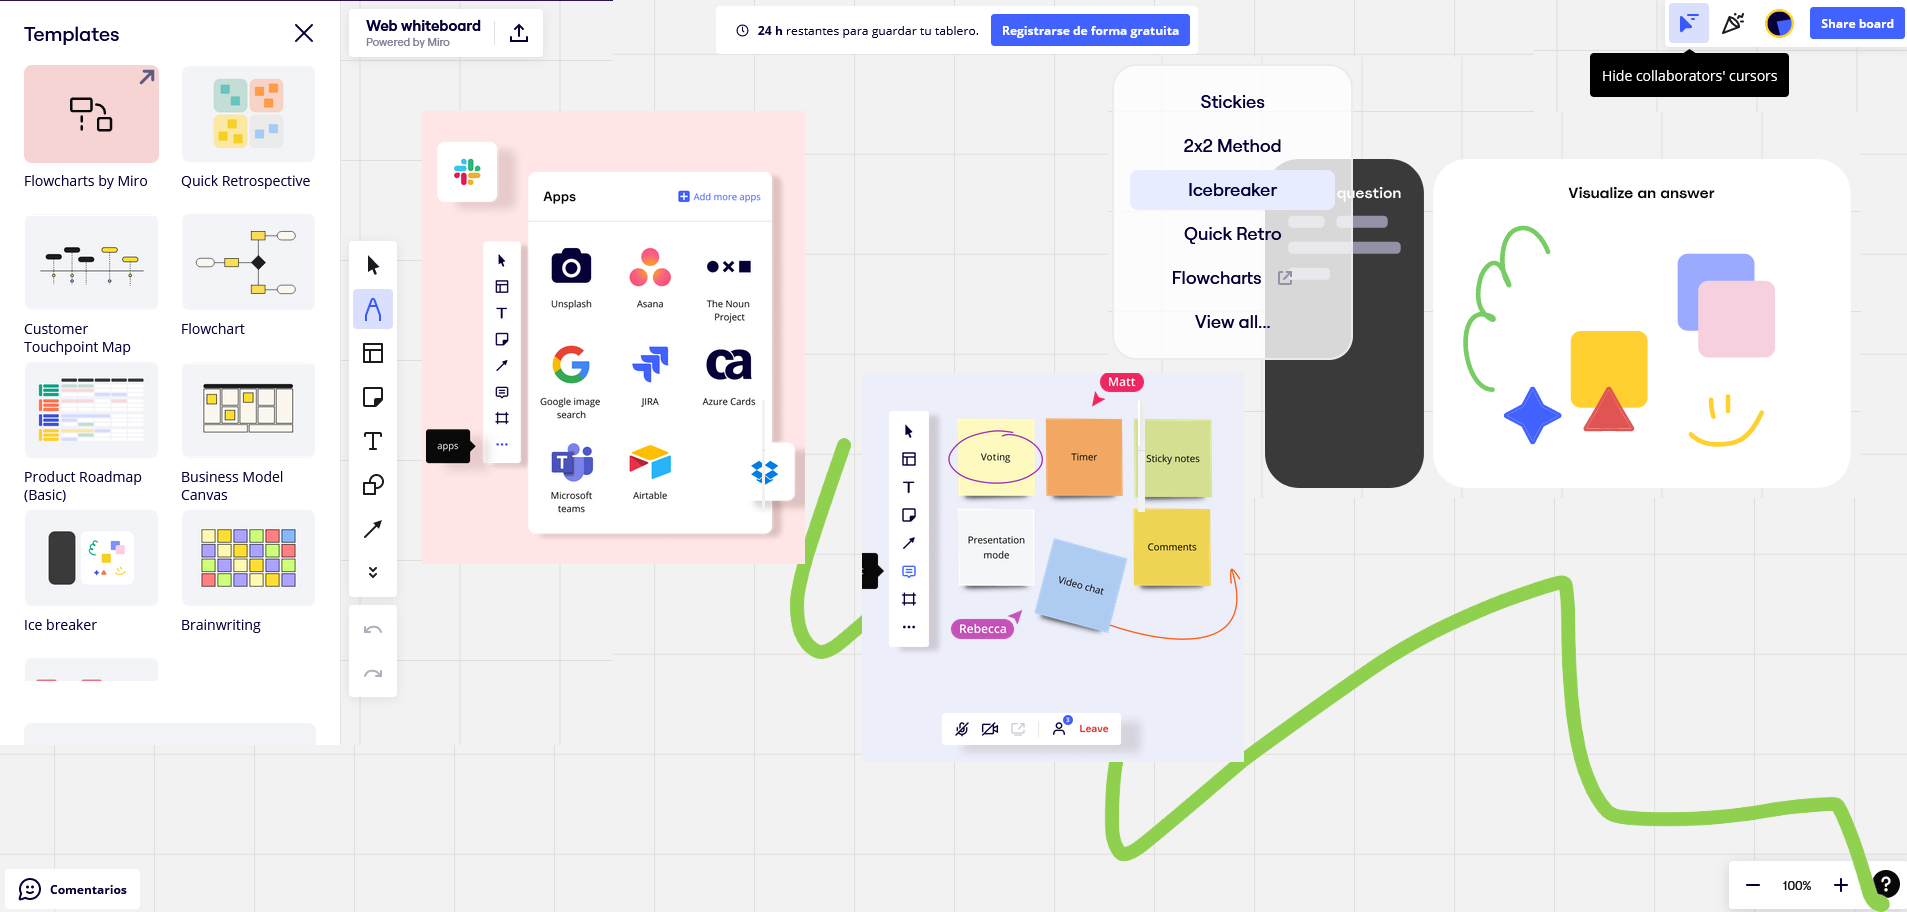 Templates
Flowcharts by Miro
Quick Retrospective
Customer
Touchpoint Map
Flowchart
Product Roadmap
(Basic)
Business Model
Canvas
Ice breaker
Brainwriting
Comentarios
Web whiteboard
Powered by Miro
24 h restantes para guardar tu tablero.
Registrarse de forma gratuita
Share board
Hide collaborators' cursors
Apps
Add more apps
Unsplash
Asana
The Noun
Project
Google image
search
JIRA
Azure Cards
apps
Microsoft
teams
Airtable
Stickies
2x2 Method
Icebreaker
Quick Retro
Flowcharts
View all...
question
Visualize an answer
Matt
Voting
Timer
Sticky notes
Presentation
mode
Video chat
Comments
Rebecca
3
Leave
100%
?